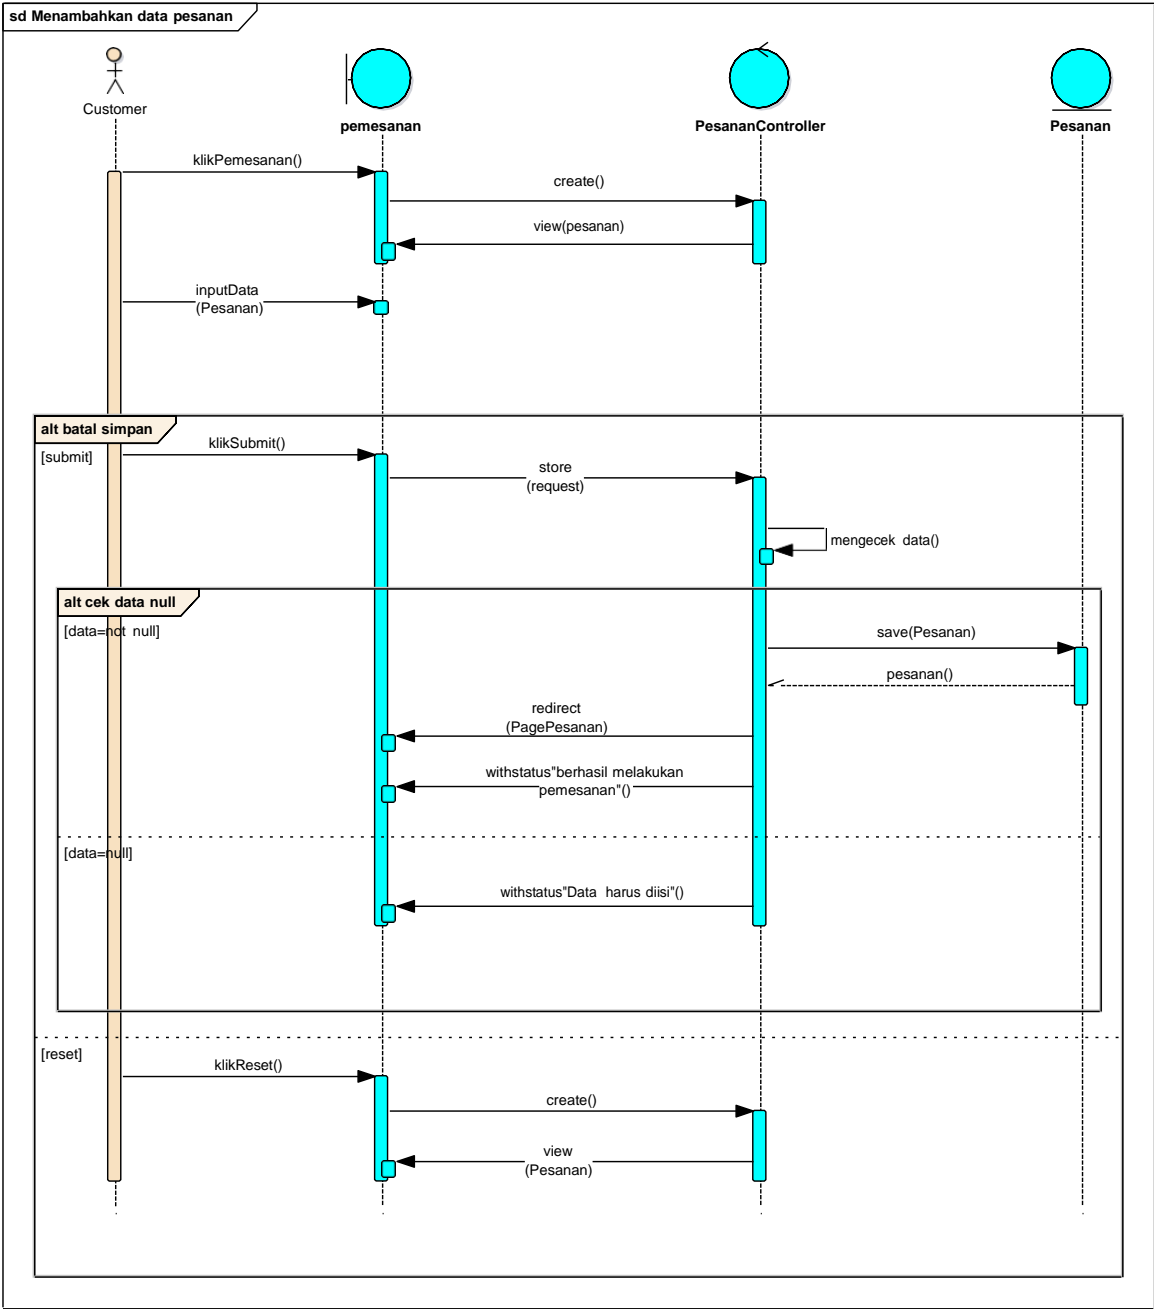 sd Menambahkan data pesanan
Customer
pemesanan
PesananController
Pesanan
klikPemesanan()
create()
view(pesanan)
inputData
(Pesanan)
alt batal simpan
[submit]
klikSubmit()
store
(request)
mengecek data()
alt cek data null
[data=not null]
save(Pesanan)
pesanan()
redirect
(PagePesanan)
withstatus"berhasil melakukan
pemesanan"()
[data=null]
withstatus"Data harus diisi"()
[reset]
klikReset()
create()
view
(Pesanan)